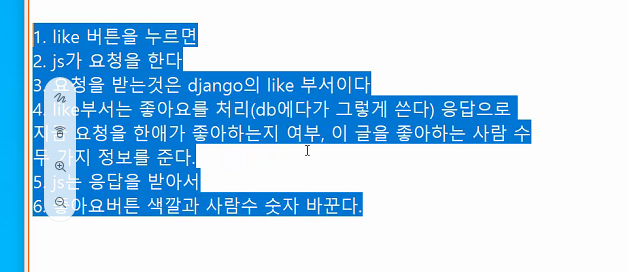 1. like 버튼을 누르면
2. js가 요청을 한다
3. 요청을 받는것은 django의 like 부서이다
4. like부서는 좋아요를 처리(db에다가 그렇게 쓴다) 응답으로
지금 요청을 한애가 좋아하는지 여부, 이 글을 좋아하는 사람 수
두 가지 정보를 준다.
5. js는 응답을 받아서
6. 좋아요버튼 색깔과 사람수 숫자 바꾼다.